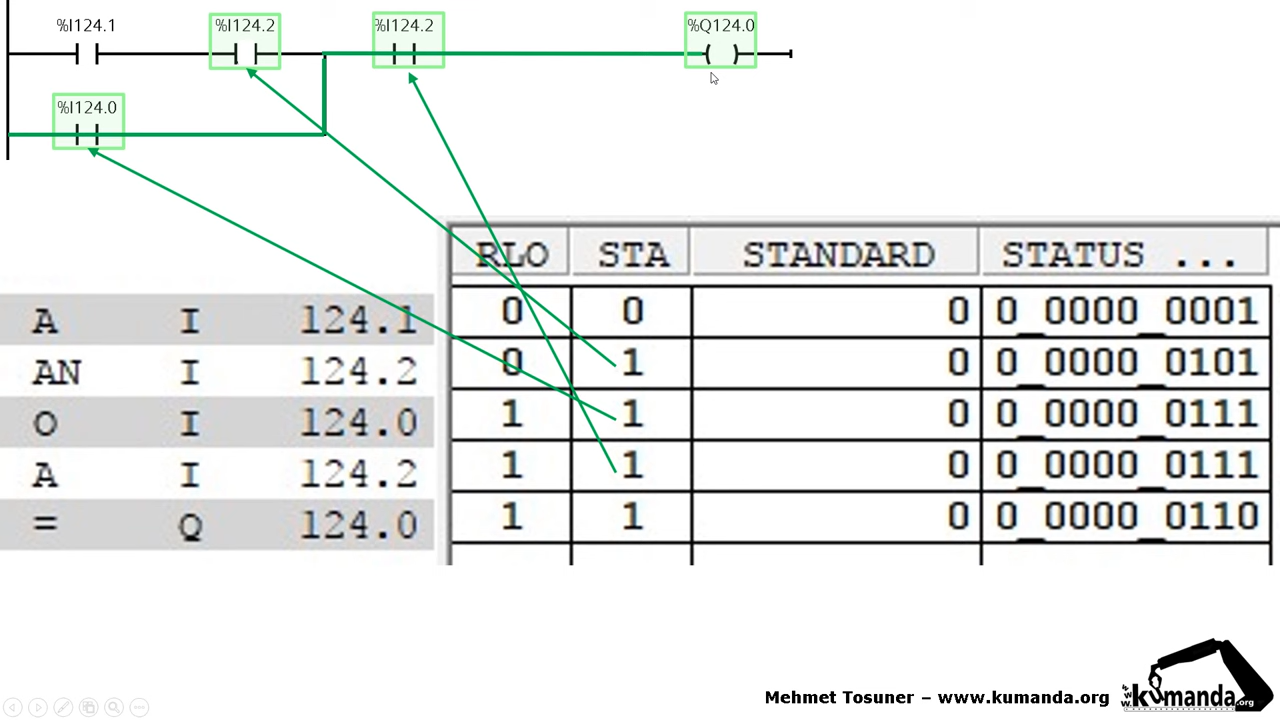 %I124.1 %I124.2 %I124.2 %Q124.0
%I124.0
RLO STA STANDARD STATUS ...
A I 124.1 0 0 0 0_0000_0001
AN I 124.2 0 1 0 0_0000_0101
O I 124.0 1 1 0 0_0000_0111
A I 124.2 1 1 0 0_0000_0111
= Q 124.0 1 1 0 0_0000_0110
Mehmet Tosuner – www.kumanda.org
www.kumanda.org